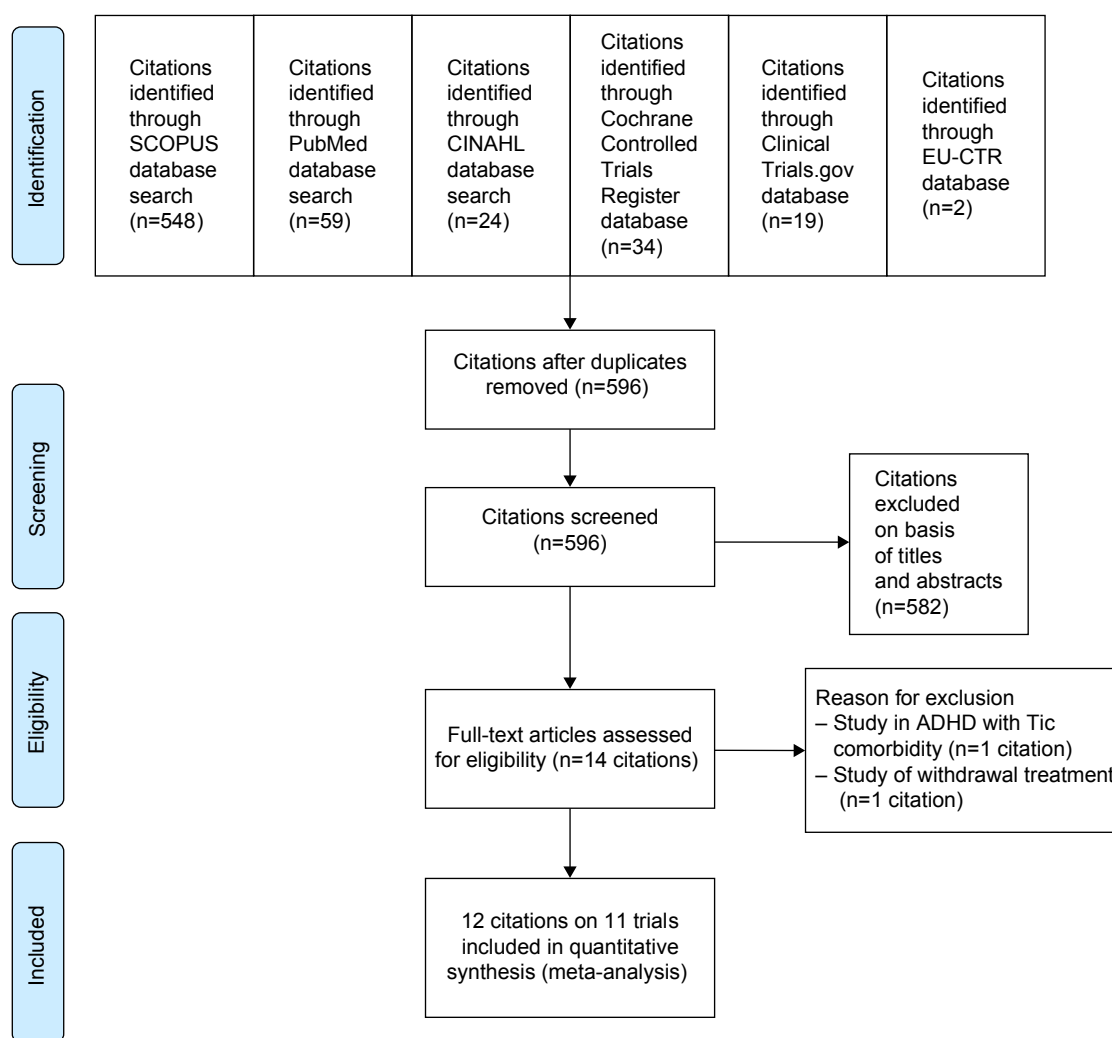 Identification
Citations
identified
through
SCOPUS
database
search
(n=548)
Citations
identified
through
PubMed
database
search
(n=59)
Citations
identified
through
CINAHL
database
search
(n=24)
Citations
identified
through
Cochrane
Controlled
Trials
Register
database
(n=34)
Citations
identified
through
Clinical
Trials.gov
database
(n=19)
Citations
identified
through
EU-CTR
database
(n=2)
Citations after duplicates
removed (n=596)
Screening
Citations screened
(n=596)
Citations
excluded
on basis
of titles
and abstracts
(n=582)
Eligibility
Full-text articles assessed
for eligibility (n=14 citations)
Reason for exclusion
– Study in ADHD with Tic
comorbidity (n=1 citation)
– Study of withdrawal treatment
(n=1 citation)
Included
12 citations on 11 trials
included in quantitative
synthesis (meta-analysis)